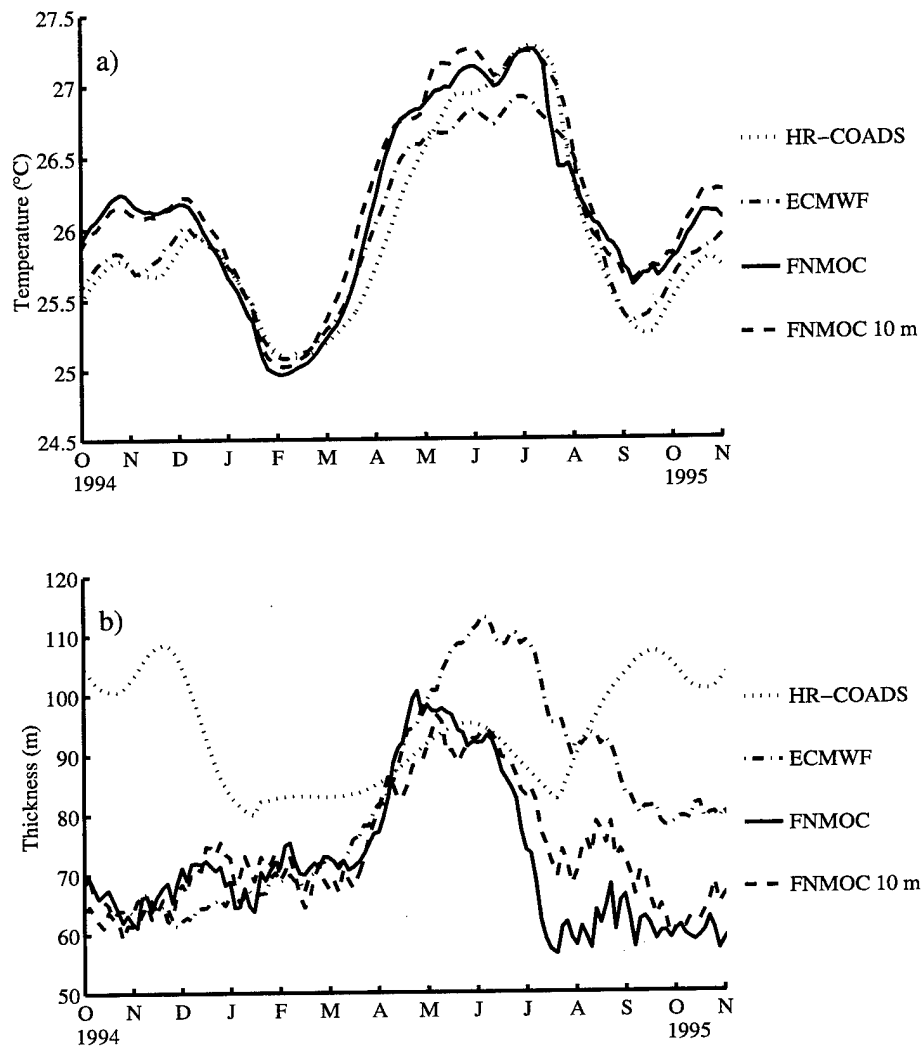 a)
27.5
27
26.5
26
25.5
25
24.5
Temperature (°C)
O N D J F M A M J J A S O N
1994 1995
HR−COADS
ECMWF
FNMOC
FNMOC 10 m
b)
120
110
100
90
80
70
60
50
Thickness (m)
O N D J F M A M J J A S O N
1994 1995
HR−COADS
ECMWF
FNMOC
FNMOC 10 m